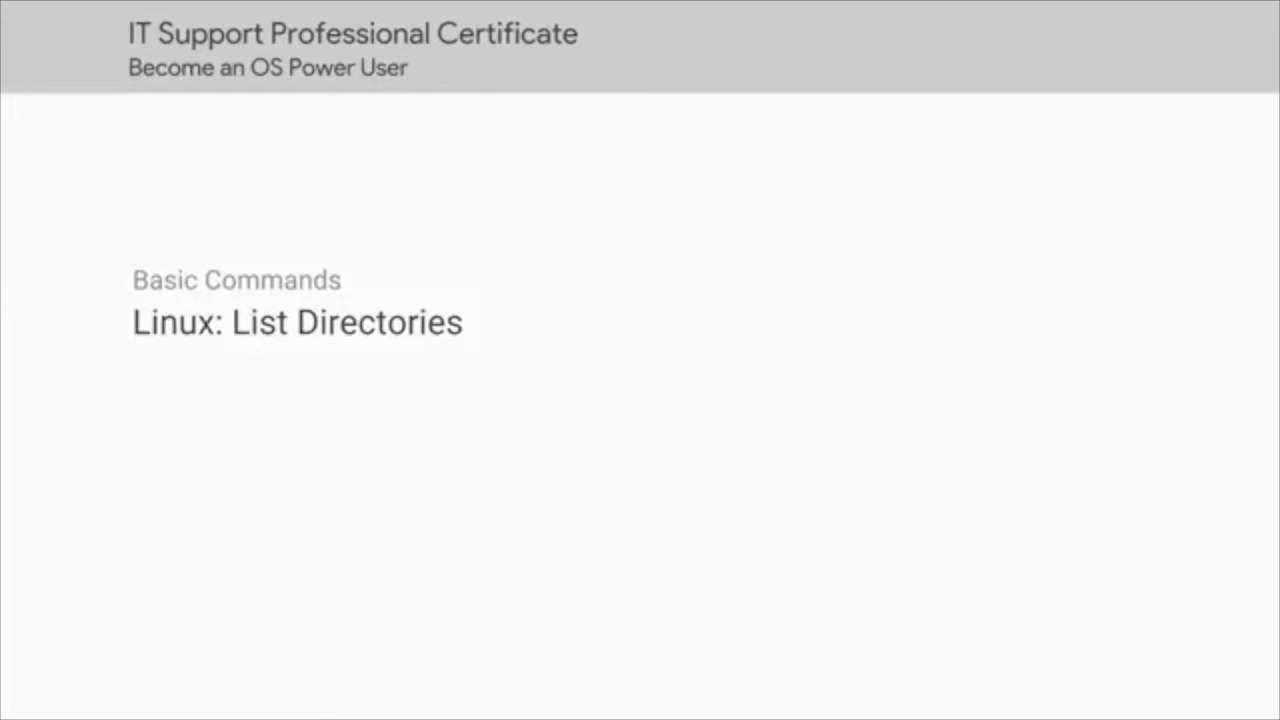 IT Support Professional Certificate
Become an OS Power User
Basic Commands
Linux: List Directories